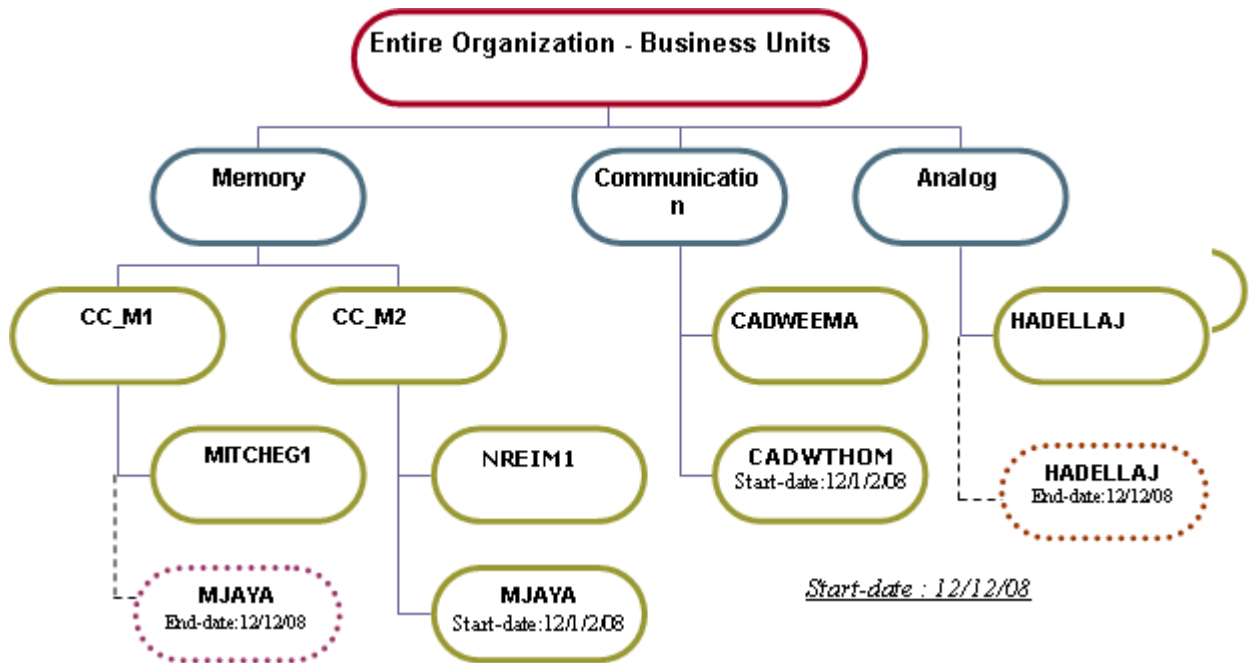 Entire Organization - Business Units
Memory
Communicatio
n
Analog
CC_M1
CC_M2
CADWEEMA
HADELLAJ
MITCHEG1
NREIM1
CADWTHOM
Start-date:12/1/2/08
HADELLAJ
End-date:12/12/08
MJAYA
End-date:12/12/08
MJAYA
Start-date:12/1/2/08
Start-date : 12/12/08